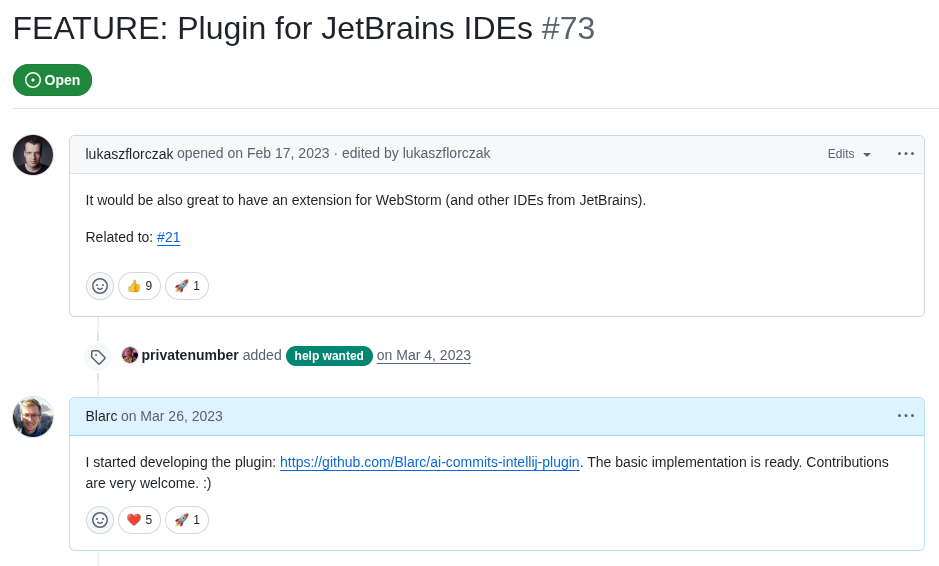 FEATURE: Plugin for JetBrains IDEs #73
Open
lukaszflorczak opened on Feb 17, 2023 · edited by lukaszflorczak Edits
It would be also great to have an extension for WebStorm (and other IDEs from JetBrains).
Related to: #21
👍 9 🚀 1
privatenumber added help wanted on Mar 4, 2023
Blarc on Mar 26, 2023
I started developing the plugin: https://github.com/Blarc/ai-commits-intellij-plugin. The basic implementation is ready. Contributions
are very welcome. :)
❤️ 5 🚀 1